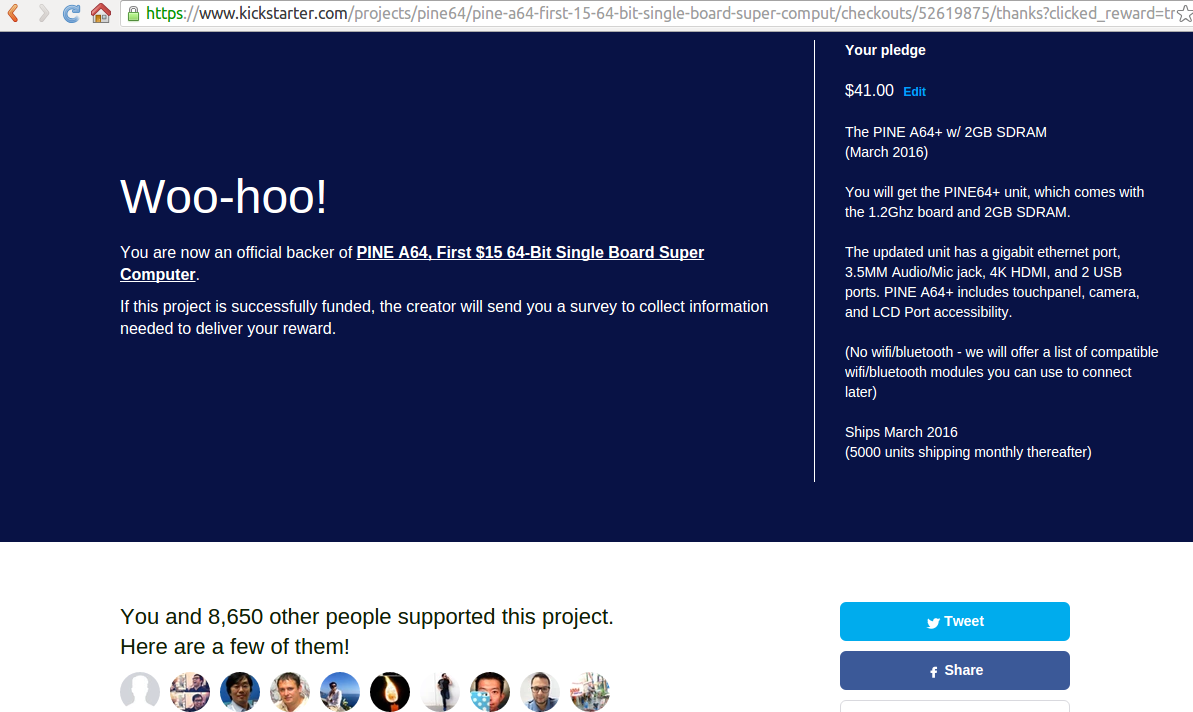 https://www.kickstarter.com/projects/pine64/pine-a64-first-15-64-bit-single-board-super-comput/checkouts/52619875/thanks?clicked_reward=tr
Woo-hoo!
You are now an official backer of PINE A64, First $15 64-Bit Single Board Super
Computer.
If this project is successfully funded, the creator will send you a survey to collect information
needed to deliver your reward.
Your pledge
$41.00 Edit
The PINE A64+ w/ 2GB SDRAM
(March 2016)
You will get the PINE64+ unit, which comes with
the 1.2Ghz board and 2GB SDRAM.
The updated unit has a gigabit ethernet port,
3.5MM Audio/Mic jack, 4K HDMI, and 2 USB
ports. PINE A64+ includes touchpanel, camera,
and LCD Port accessibility.
(No wifi/bluetooth - we will offer a list of compatible
wifi/bluetooth modules you can use to connect
later)
Ships March 2016
(5000 units shipping monthly thereafter)
You and 8,650 other people supported this project.
Here are a few of them!
Tweet
Share